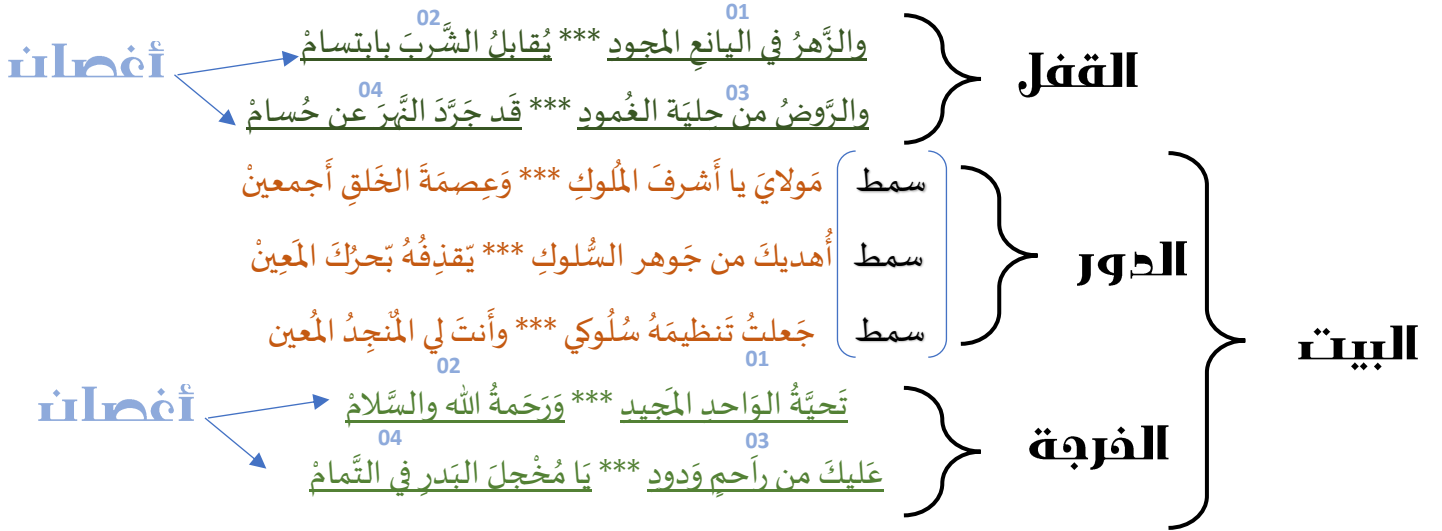 01 02
والزَّهرُ في اليانعِ المجودِ *** يُقابلُ الشَّربَ بابتسامْ
القفل
أغصان
03 04
والرَّوضُ من حِليَة الغُمودِ *** قَد جَرَّدَ النَّهرَ عن حُسامْ
سمط مَولايَ يا أَشرفَ المُلوكِ *** وَعِصمَةَ الخَلقِ أَجمعينْ
الدور
سمط أُهديكَ من جَوهر السُّلوكِ *** يّقذِفُهُ بّحرُكَ المَعِينْ
البيت
سمط جَعلتُ تَنظيمَهُ سُلُوكي *** وأَنتَ لي المُنجِدُ المُعين
01 02
تَحيَّةُ الوَاحدِ المَجيد *** وَرَحمةُ الله والسَّلامْ
الخرجة
أغصان
03 04
عَليكَ من راَحمٍ وَدودِ *** يَا مُخْجلَ البَدرِ في التَّمامْ